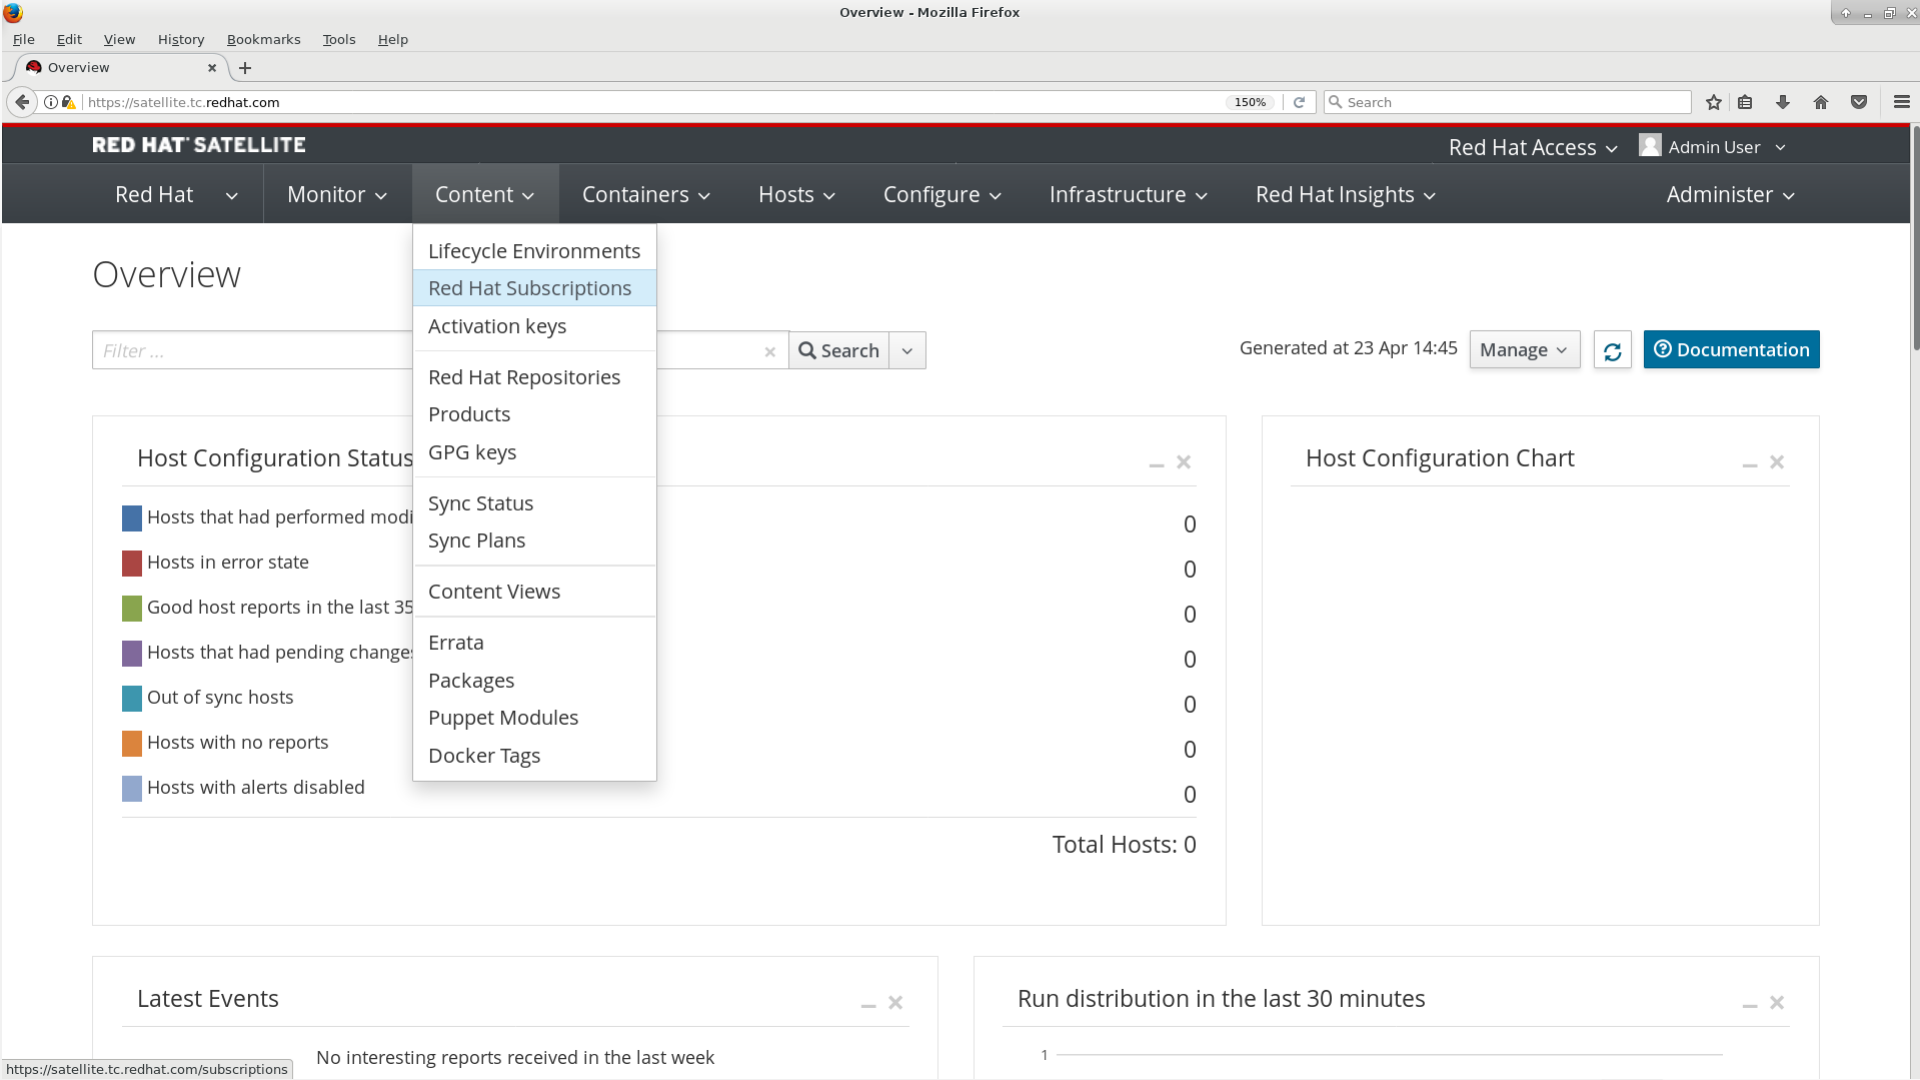 Overview - Mozilla Firefox
File Edit View History Bookmarks Tools Help
Overview
https://satellite.tc.redhat.com 150% Search
RED HAT SATELLITE Red Hat Access Admin User
Red Hat Monitor Content Containers Hosts Configure Infrastructure Red Hat Insights Administer
Lifecycle Environments
Red Hat Subscriptions
Activation keys
Red Hat Repositories
Products
GPG keys
Sync Status
Sync Plans
Content Views
Errata
Packages
Puppet Modules
Docker Tags
Overview
Filter ... Search Generated at 23 Apr 14:45 Manage Documentation
Host Configuration Status
Hosts that had performed modi 0
Hosts in error state 0
Good host reports in the last 35 0
Hosts that had pending changes 0
Out of sync hosts 0
Hosts with no reports 0
Hosts with alerts disabled 0
Total Hosts: 0
Host Configuration Chart
Latest Events
No interesting reports received in the last week
Run distribution in the last 30 minutes
1
https://satellite.tc.redhat.com/subscriptions